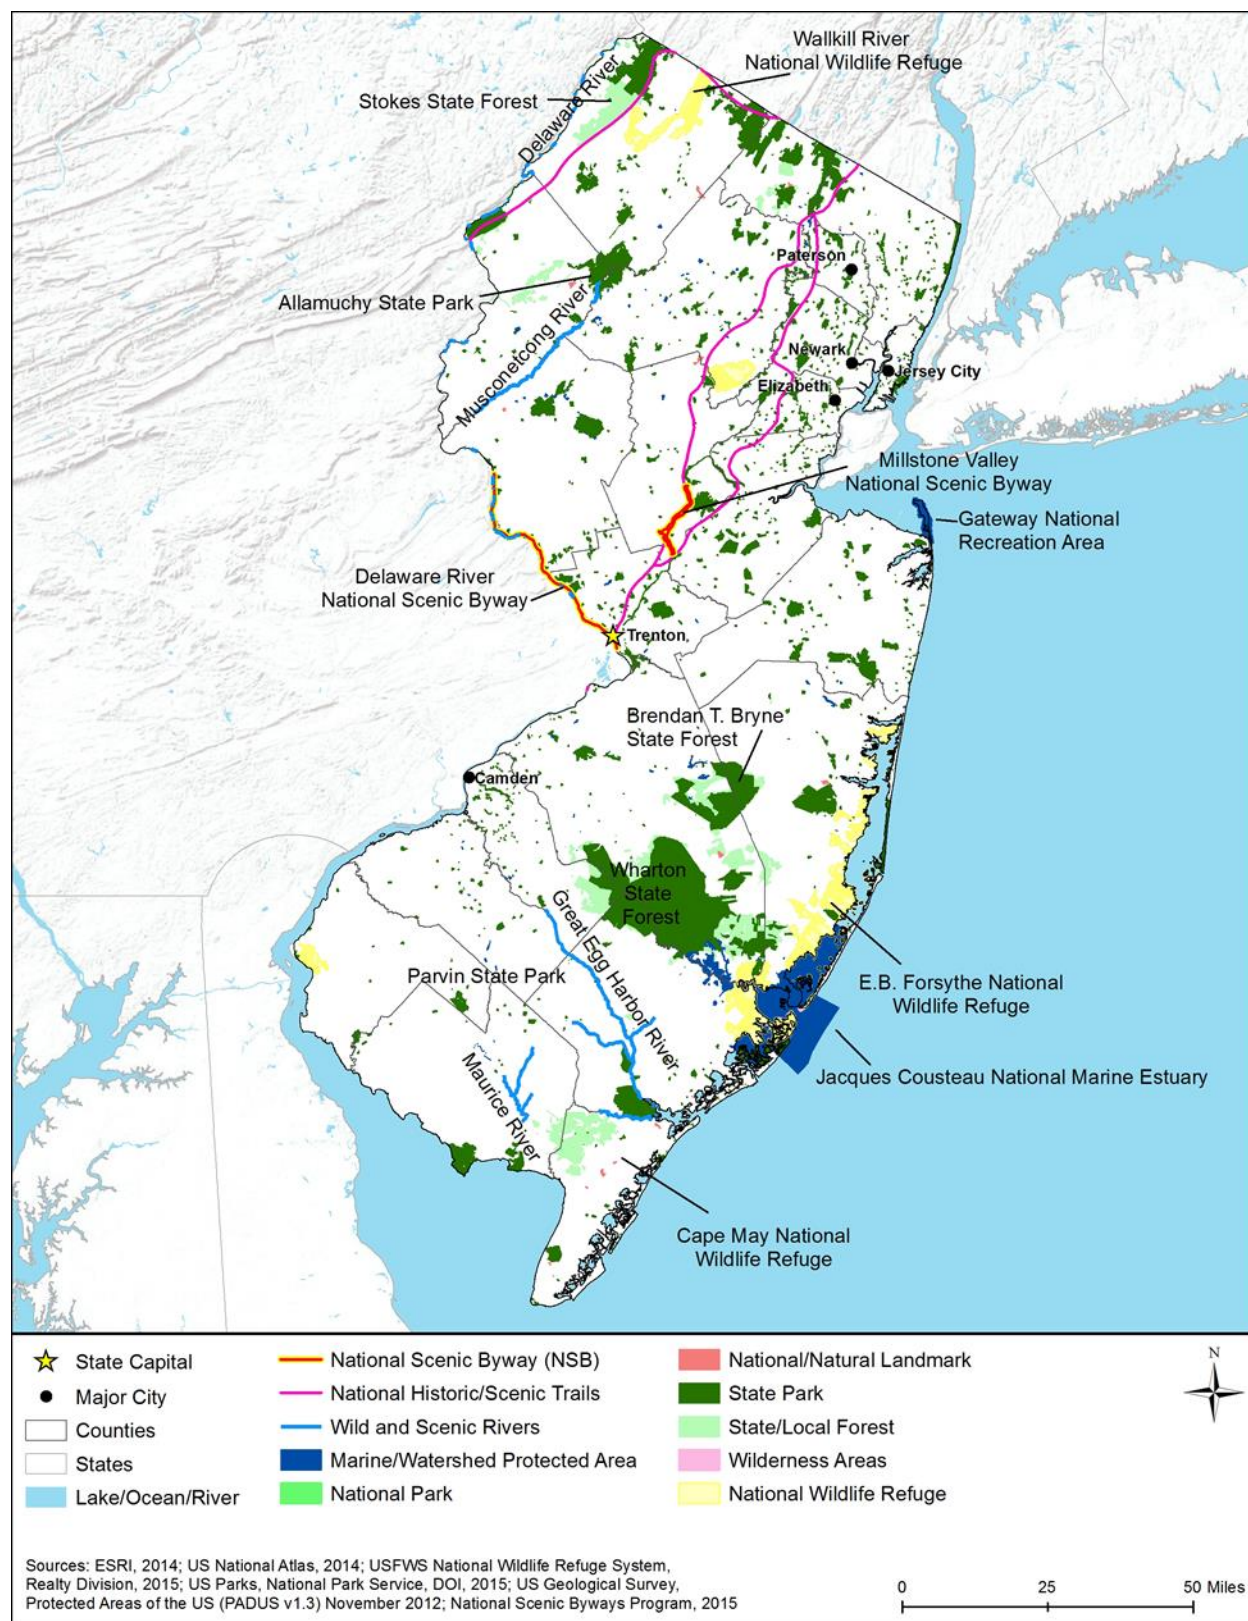 Wallkill River
National Wildlife Refuge
Stokes State Forest
Delaware River
Paterson
Allamuchy State Park
Musconetcong River
Newark
Jersey City
Elizabeth
Millstone Valley
National Scenic Byway
Gateway National
Recreation Area
Delaware River
National Scenic Byway
Trenton
Brendan T. Bryne
State Forest
Camden
Wharton
State
Forest
Great Egg Harbor River
Parvin State Park
E.B. Forsythe National
Wildlife Refuge
Maurice River
Jacques Cousteau National Marine Estuary
Cape May National
Wildlife Refuge
State Capital
Major City
Counties
States
Lake/Ocean/River
National Scenic Byway (NSB)
National Historic/Scenic Trails
Wild and Scenic Rivers
Marine/Watershed Protected Area
National Park
National/Natural Landmark
State Park
State/Local Forest
Wilderness Areas
National Wildlife Refuge
N
Sources: ESRI, 2014; US National Atlas, 2014; USFWS National Wildlife Refuge System,
Realty Division, 2015; US Parks, National Park Service, DOI, 2015; US Geological Survey,
Protected Areas of the US (PADUS v1.3) November 2012; National Scenic Byways Program, 2015
0 25 50 Miles